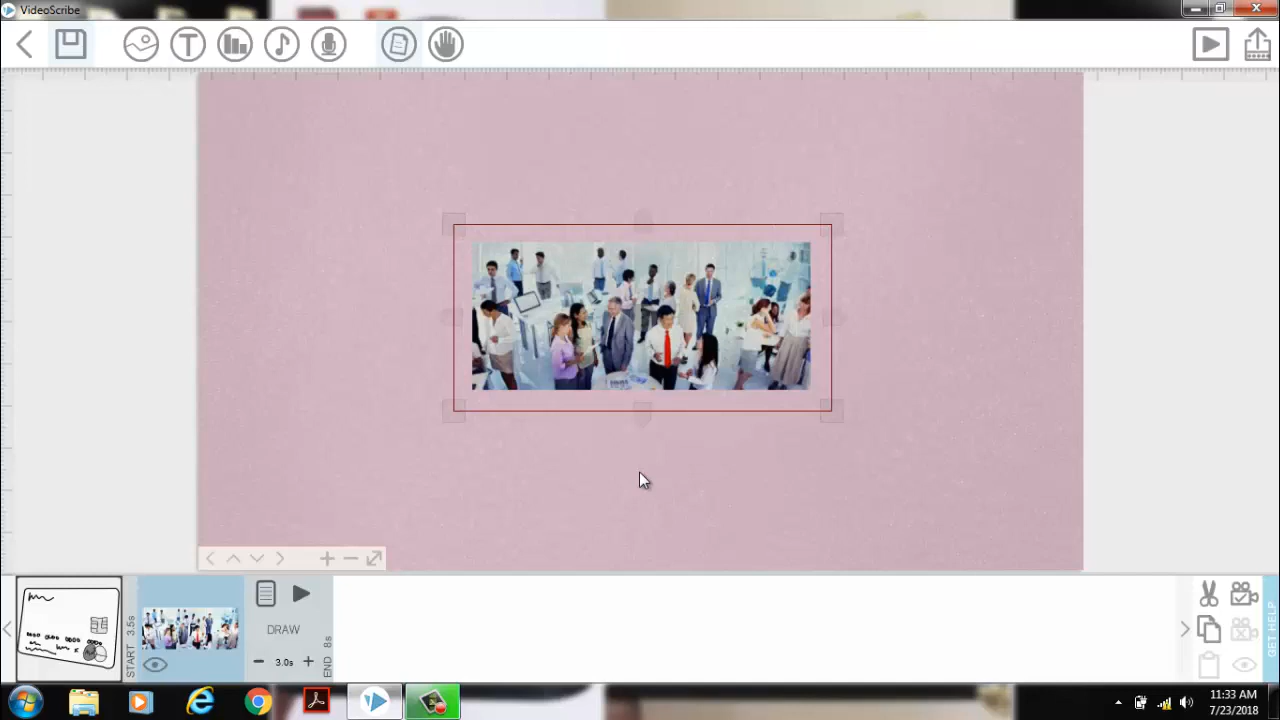 VideoScribe
START 3.5s
DRAW
3.0s
END 8s
GET HELP
11:33 AM
7/23/2018